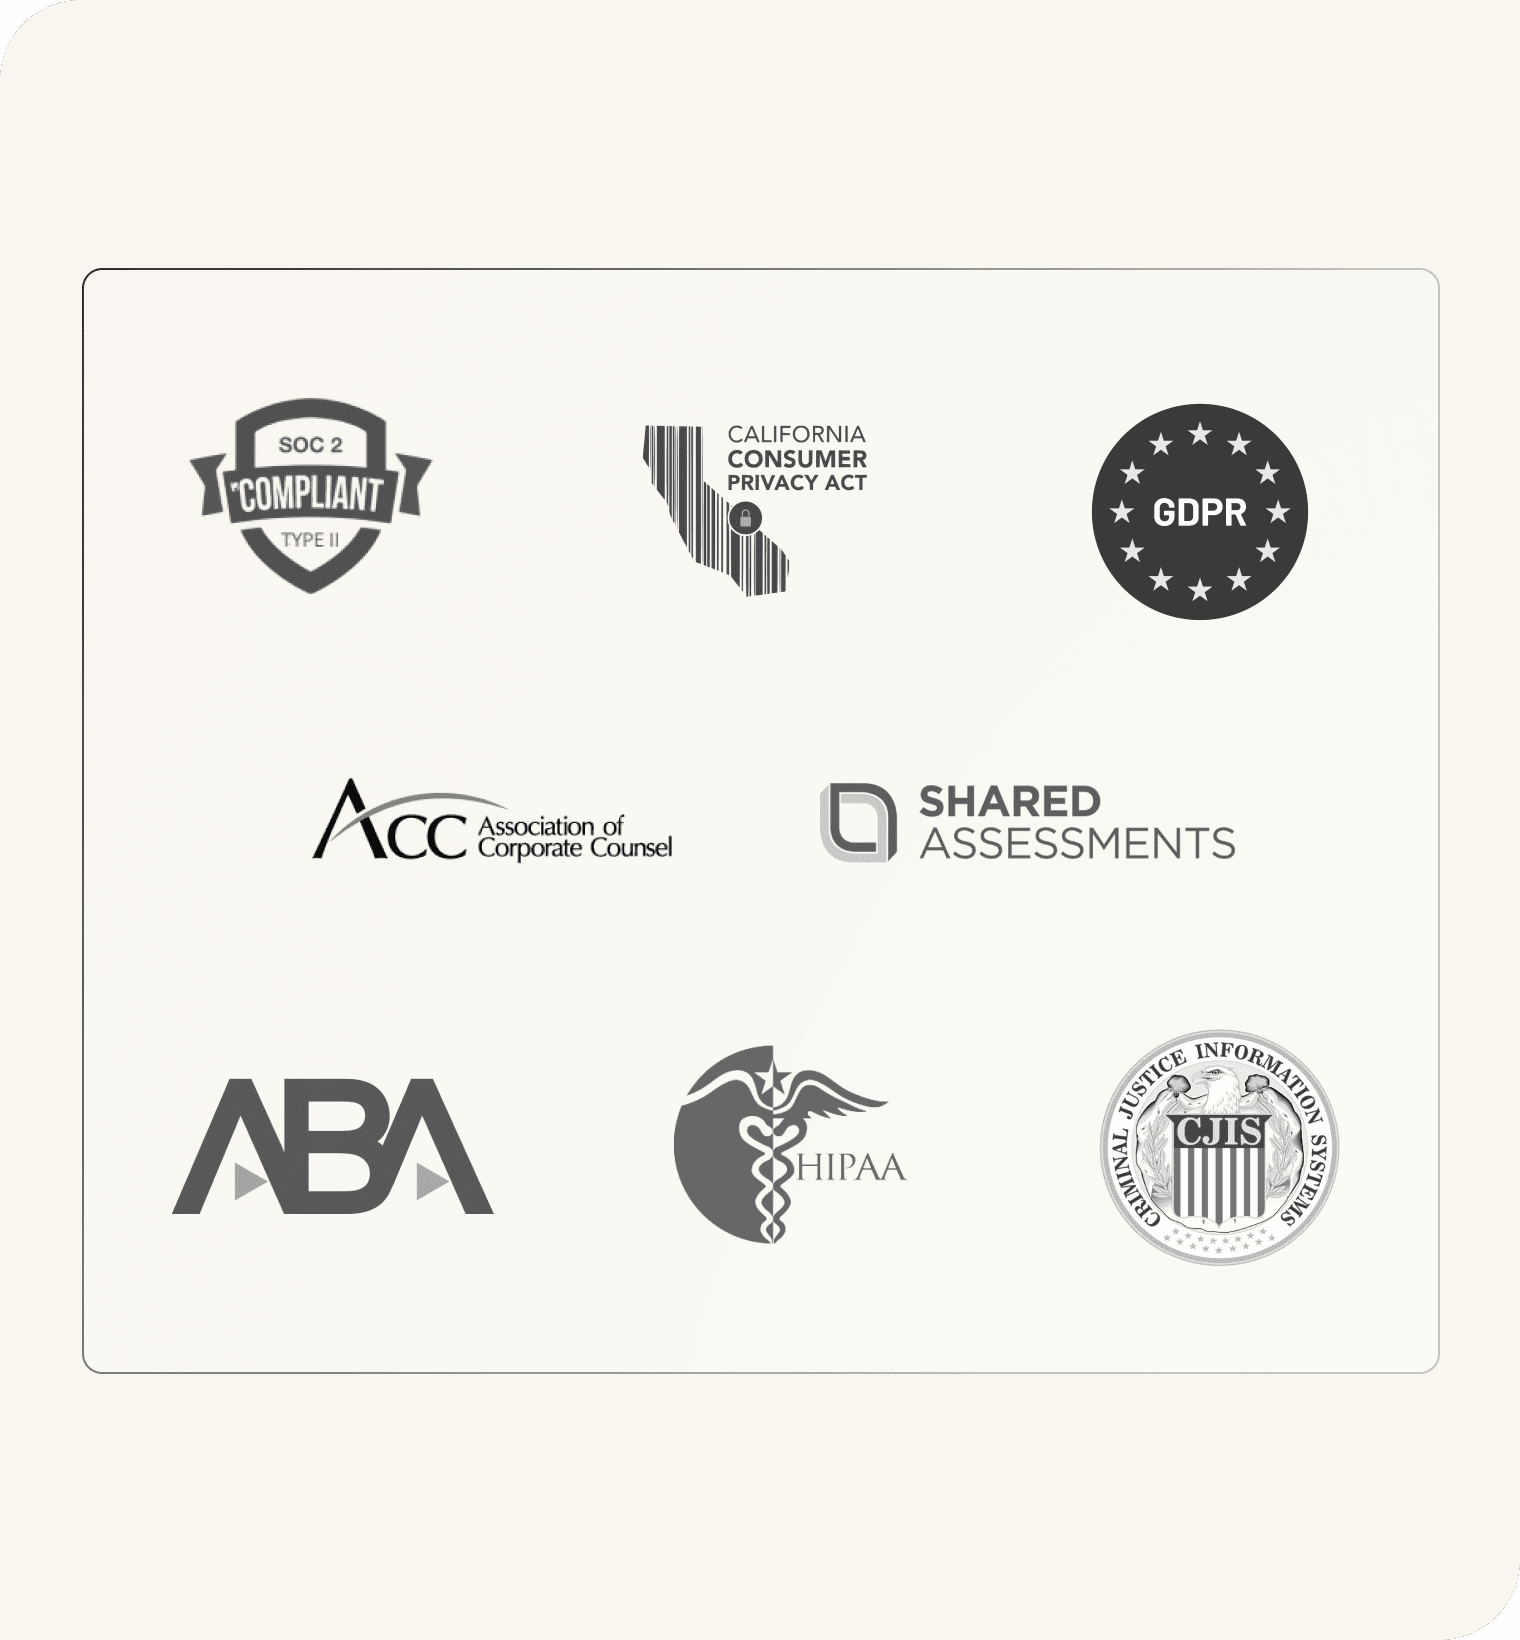 SOC 2
COMPLIANT
TYPE II
CALIFORNIA
CONSUMER
PRIVACY ACT
GDPR
ACC
Association of
Corporate Counsel
SHARED
ASSESSMENTS
ABA
HIPAA
CRIMINAL JUSTICE INFORMATION SYSTEMS
CJIS